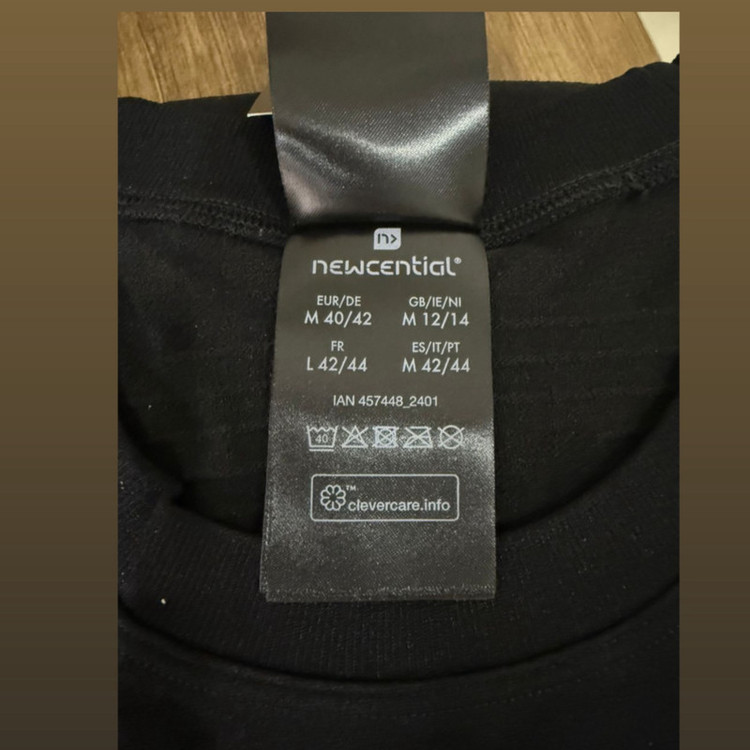 n>
newcential®
EUR/DE GB/IE/NI
M 40/42 M 12/14
FR ES/IT/PT
L 42/44 M 42/44
IAN 457448_2401
40
™
clevercare.info